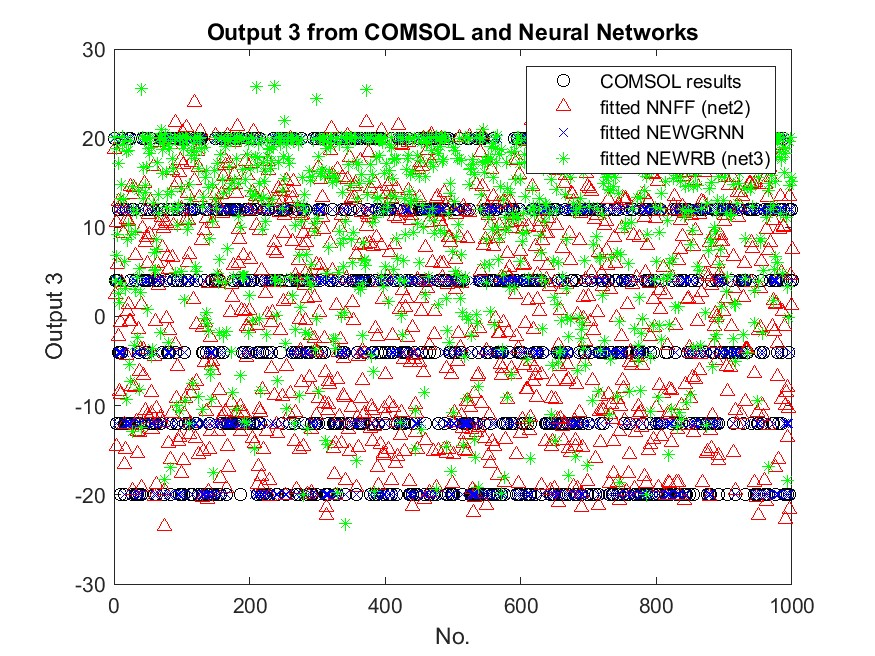 Output 3 from COMSOL and Neural Networks
30
20
10
0
-10
-20
-30
Output 3
COMSOL results
fitted NNFF (net2)
fitted NEWGRNN
fitted NEWRB (net3)
0
200
400
600
800
1000
No.